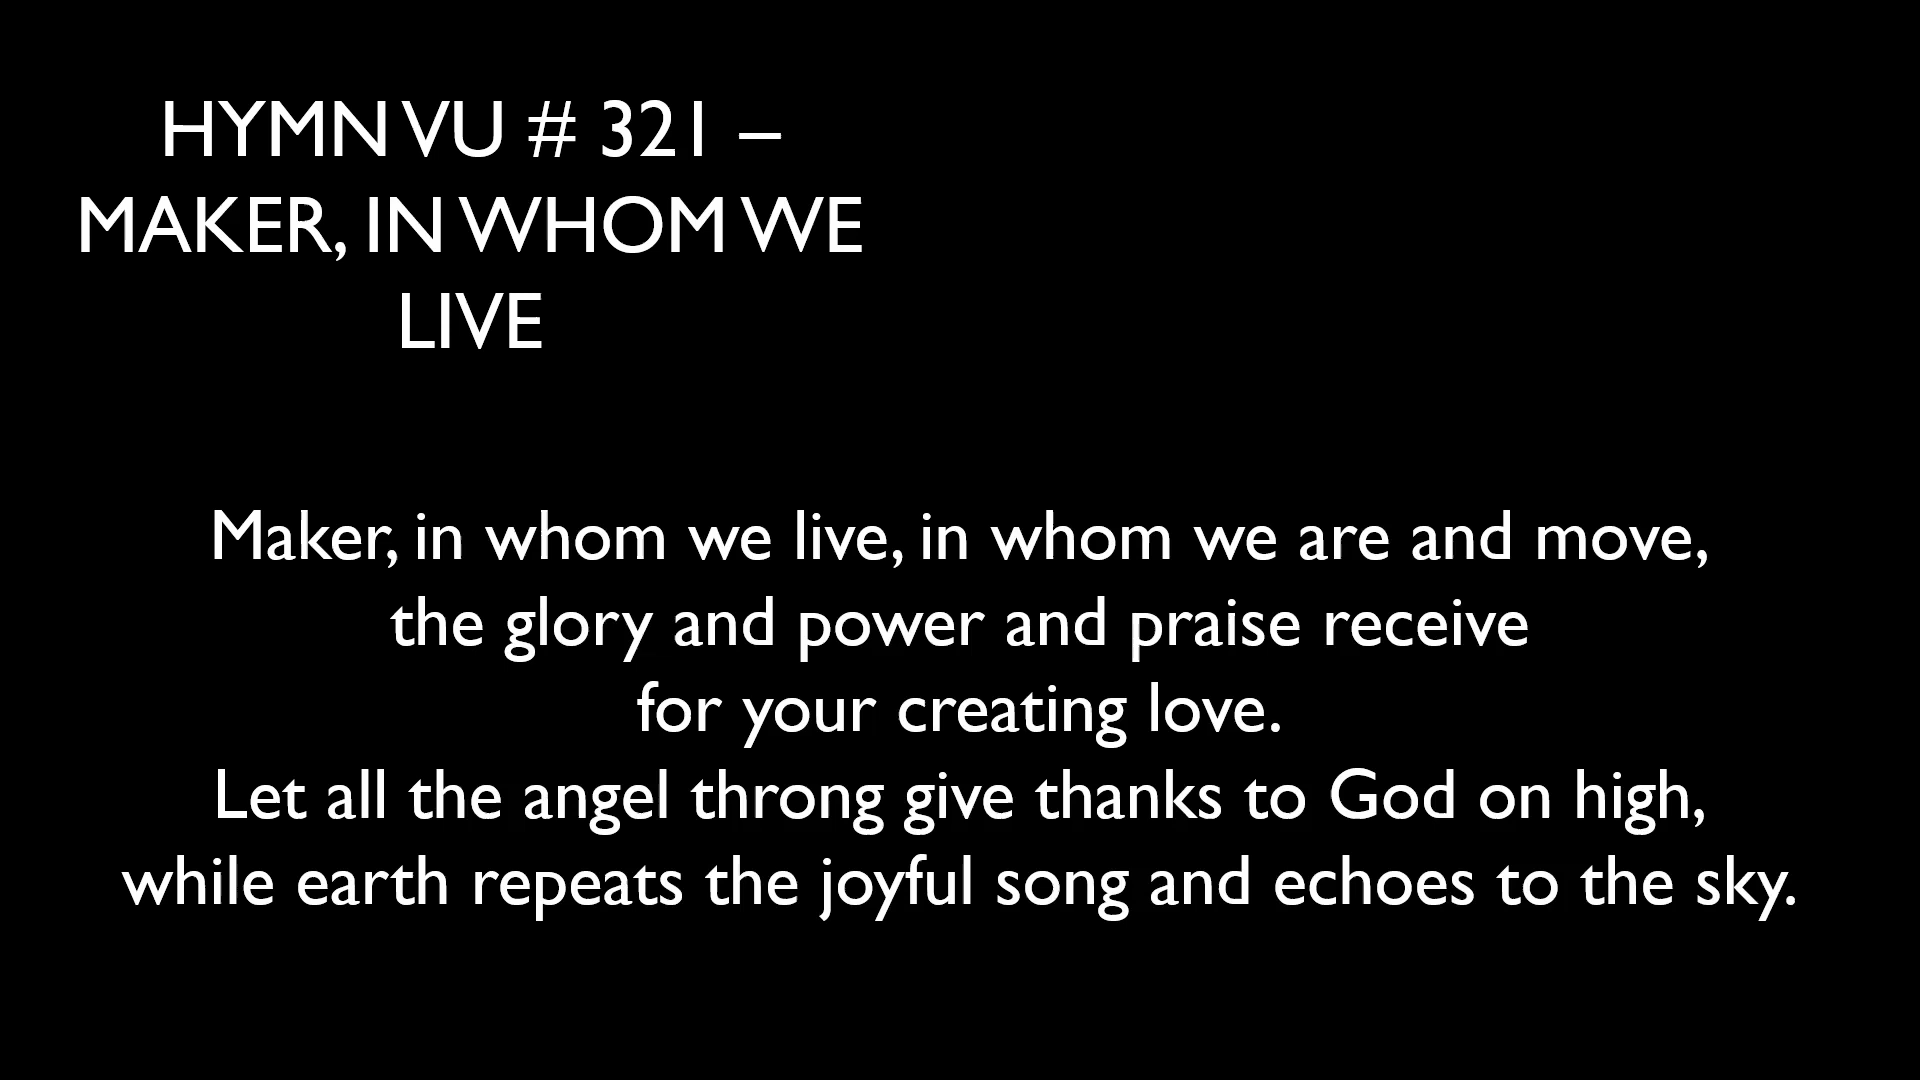 HYMN VU # 321 –
MAKER, IN WHOM WE
LIVE
Maker, in whom we live, in whom we are and move,
the glory and power and praise receive
for your creating love.
Let all the angel throng give thanks to God on high,
while earth repeats the joyful song and echoes to the sky.